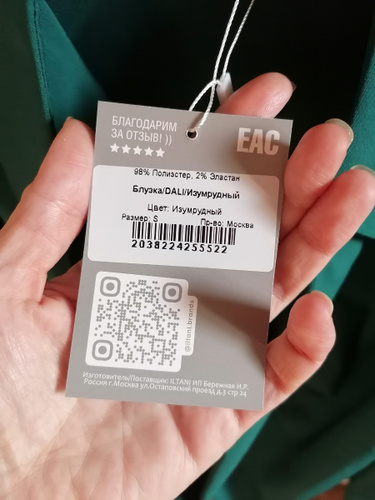 БЛАГОДАРИМ
ЗА ОТЗЫВ! ))
EAC
98% Полиэстер, 2% Эластан
Блузка/DALI/Изумрудный
Цвет: Изумрудный
Размер: S Пр-во: Москва
2038224255522
@iltani.brands
Изготовитель/Поставщик: ILTANI ИП Бережная Н.Р.
Россия г.Москва ул.Остаповский проезд д.3 стр 24